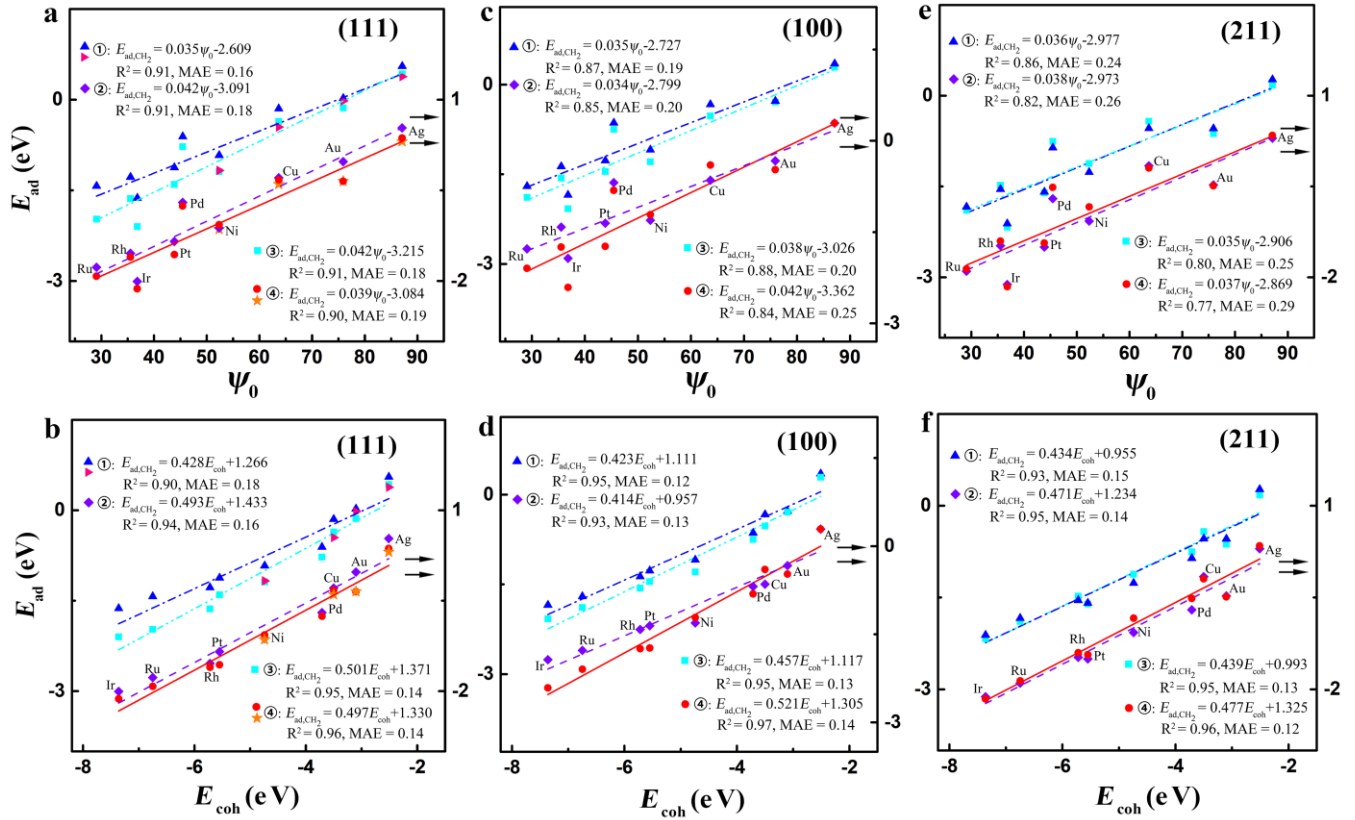 a
(111)
①: E_ad,CH₂ = 0.035ψ₀-2.609
R² = 0.91, MAE = 0.16
②: E_ad,CH₂ = 0.042ψ₀-3.091
R² = 0.91, MAE = 0.18
③: E_ad,CH₂ = 0.042ψ₀-3.215
R² = 0.91, MAE = 0.18
④: E_ad,CH₂ = 0.039ψ₀-3.084
R² = 0.90, MAE = 0.19
Ru
Rh
Ir
Pt
Pd
Ni
Cu
Au
Ag
E_ad (eV)
0
-3
1
-2
30 40 50 60 70 80 90
ψ₀
c
(100)
①: E_ad,CH₂ = 0.035ψ₀-2.727
R² = 0.87, MAE = 0.19
②: E_ad,CH₂ = 0.034ψ₀-2.799
R² = 0.85, MAE = 0.20
③: E_ad,CH₂ = 0.038ψ₀-3.026
R² = 0.88, MAE = 0.20
④: E_ad,CH₂ = 0.042ψ₀-3.362
R² = 0.84, MAE = 0.25
Ru
Rh
Ir
Pt
Pd
Ni
Cu
Au
Ag
0
-3
0
-3
30 40 50 60 70 80 90
ψ₀
e
(211)
①: E_ad,CH₂ = 0.036ψ₀-2.977
R² = 0.86, MAE = 0.24
②: E_ad,CH₂ = 0.038ψ₀-2.973
R² = 0.82, MAE = 0.26
③: E_ad,CH₂ = 0.035ψ₀-2.906
R² = 0.80, MAE = 0.25
④: E_ad,CH₂ = 0.037ψ₀-2.869
R² = 0.77, MAE = 0.29
Ru
Rh
Ir
Pt
Pd
Ni
Cu
Au
Ag
0
-3
1
-2
30 40 50 60 70 80 90
ψ₀
b
(111)
①: E_ad,CH₂ = 0.428E_coh+1.266
R² = 0.90, MAE = 0.18
②: E_ad,CH₂ = 0.493E_coh+1.433
R² = 0.94, MAE = 0.16
③: E_ad,CH₂ = 0.501E_coh+1.371
R² = 0.95, MAE = 0.14
④: E_ad,CH₂ = 0.497E_coh+1.330
R² = 0.96, MAE = 0.14
Ir
Ru
Rh
Pt
Ni
Pd
Cu
Au
Ag
E_ad (eV)
0
-3
1
-2
-8 -6 -4 -2
E_coh (eV)
d
(100)
①: E_ad,CH₂ = 0.423E_coh+1.111
R² = 0.95, MAE = 0.12
②: E_ad,CH₂ = 0.414E_coh+0.957
R² = 0.93, MAE = 0.13
③: E_ad,CH₂ = 0.457E_coh+1.117
R² = 0.95, MAE = 0.13
④: E_ad,CH₂ = 0.521E_coh+1.305
R² = 0.97, MAE = 0.14
Ir
Ru
Pt
Rh
Ni
Pd
Cu
Au
Ag
0
-3
0
-3
-8 -6 -4 -2
E_coh (eV)
f
(211)
①: E_ad,CH₂ = 0.434E_coh+0.955
R² = 0.93, MAE = 0.15
②: E_ad,CH₂ = 0.471E_coh+1.234
R² = 0.95, MAE = 0.14
③: E_ad,CH₂ = 0.439E_coh+0.993
R² = 0.95, MAE = 0.13
④: E_ad,CH₂ = 0.477E_coh+1.325
R² = 0.96, MAE = 0.12
Ir
Ru
Rh
Pt
Ni
Pd
Cu
Au
Ag
0
-3
1
-2
-8 -6 -4 -2
E_coh (eV)